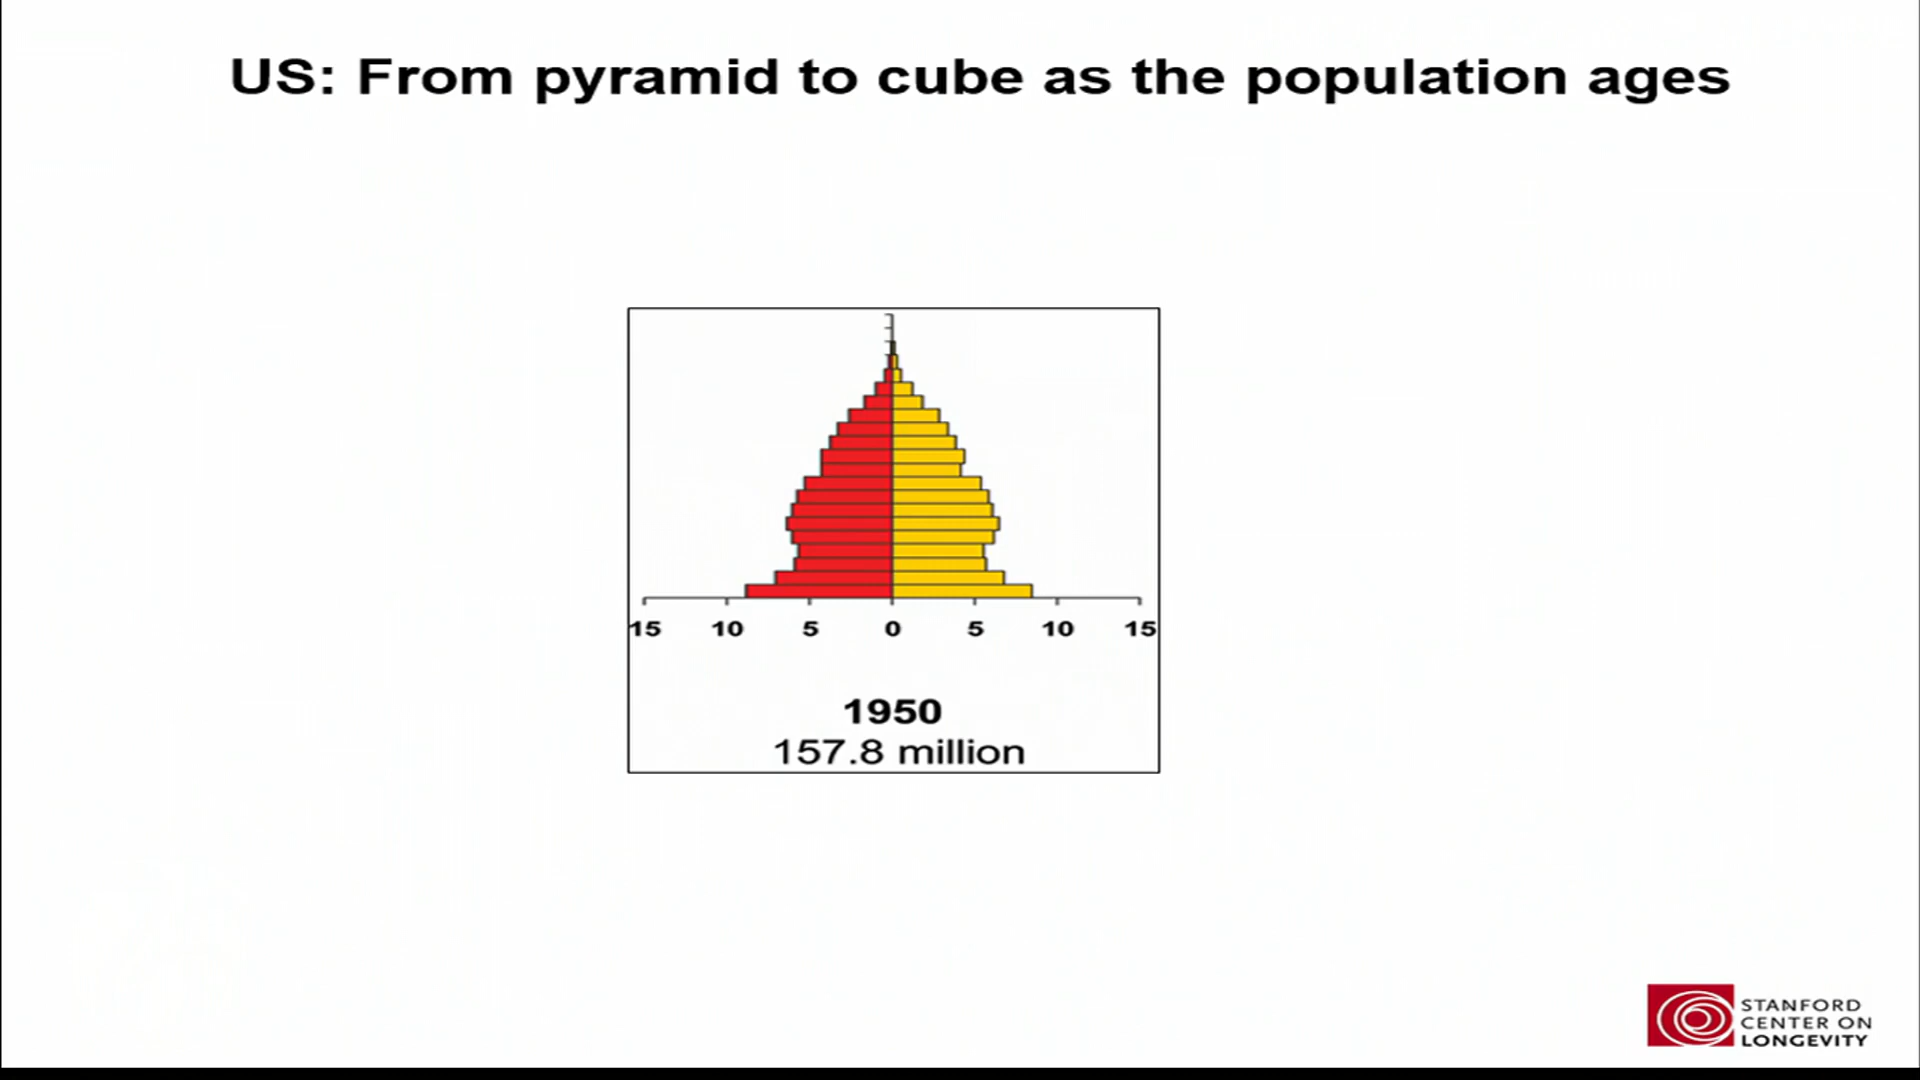 US: From pyramid to cube as the population ages
15 10 5 0 5 10 15
1950
157.8 million
STANFORD
CENTER ON
LONGEVITY